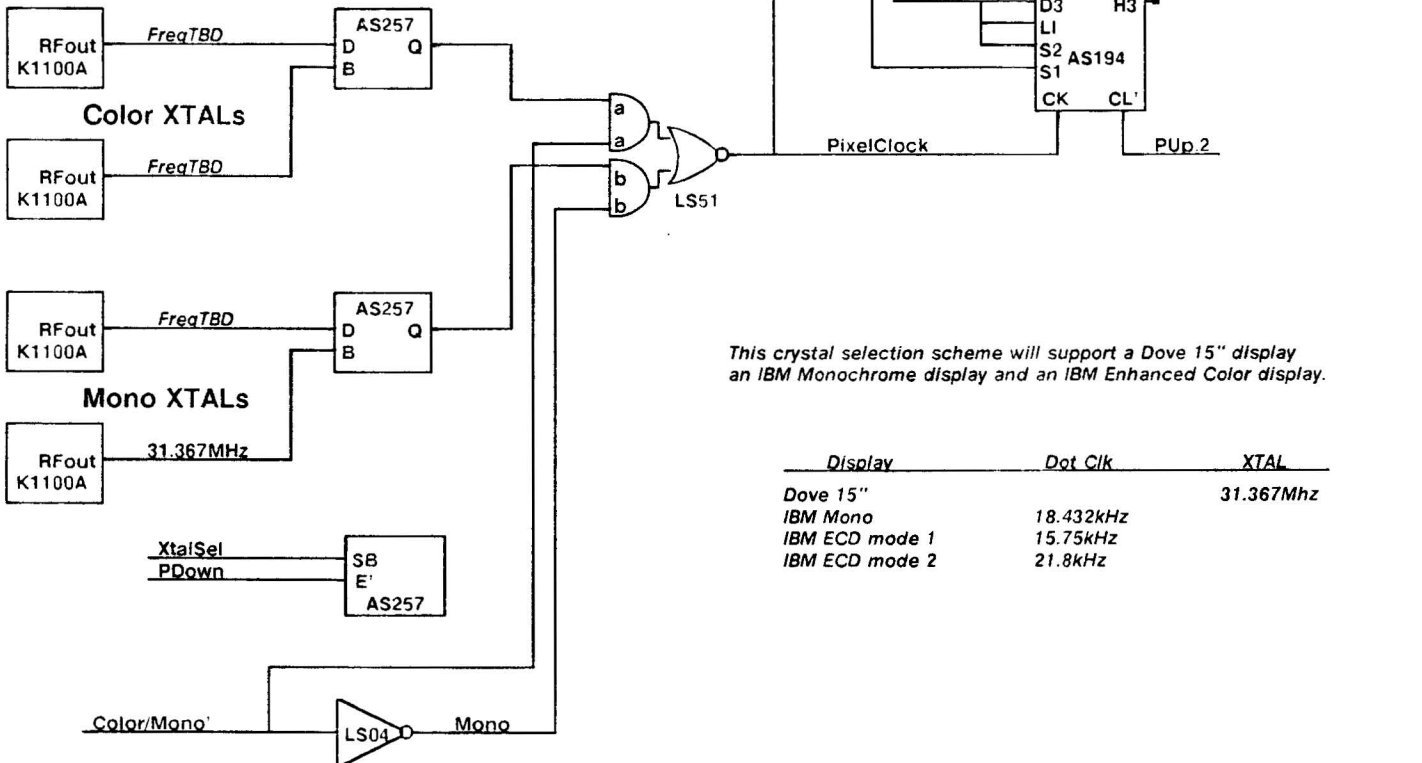 RFout
K1100A
FreqTBD
AS257
D Q
B
Color XTALs
RFout
K1100A
FreqTBD
a
a
b
b
LS51
PixelClock
D3 H3
LI
S2
AS194
S1
CK CL'
PUp.2
RFout
K1100A
FreqTBD
AS257
D Q
B
Mono XTALs
RFout
K1100A
31.367MHz
XtalSel
PDown
SB
E'
AS257
Color/Mono'
LS04
Mono
This crystal selection scheme will support a Dove 15" display
an IBM Monochrome display and an IBM Enhanced Color display.
Display Dot Clk XTAL
Dove 15" 31.367Mhz
IBM Mono 18.432kHz
IBM ECD mode 1 15.75kHz
IBM ECD mode 2 21.8kHz